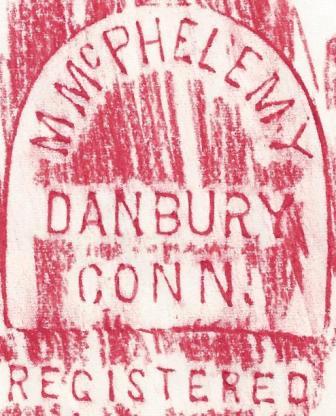 M McPHELEMY
DANBURY
CONN.
REGISTERED